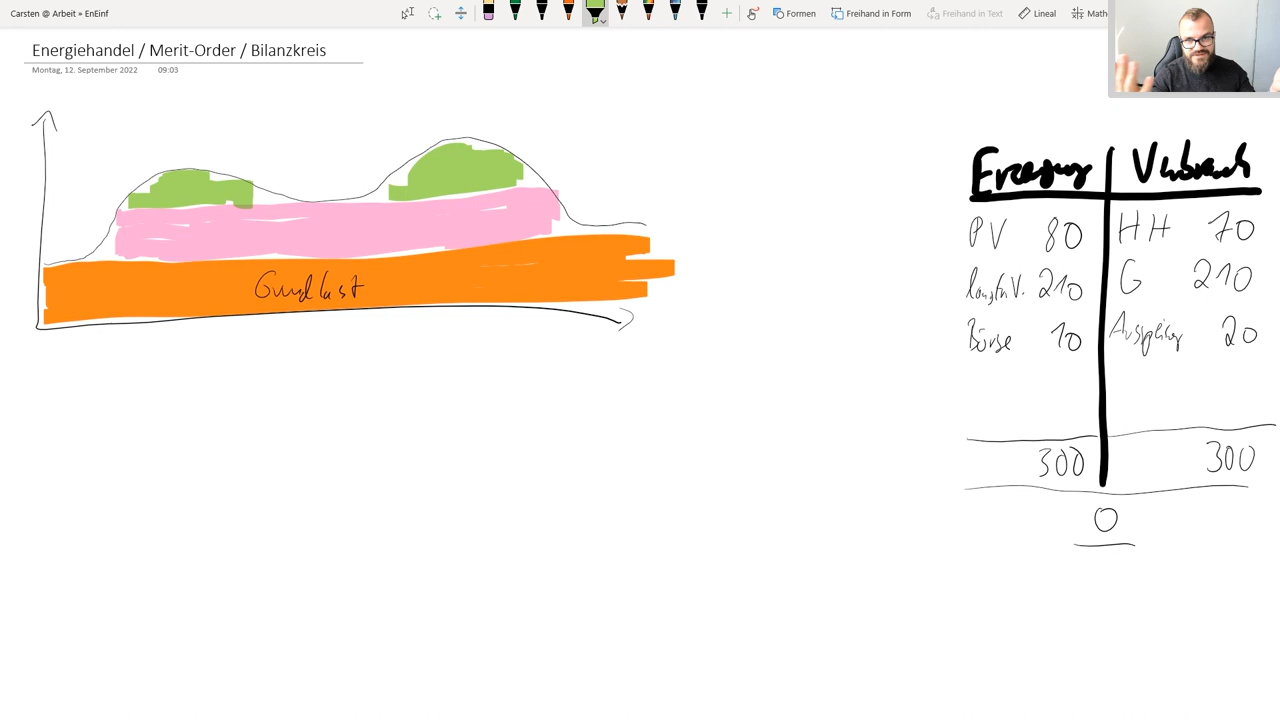 Carsten @ Arbeit » EnEinf
Formen Freihand in Form Freihand in Text Lineal Math
Energiehandel / Merit-Order / Bilanzkreis
Montag, 12. September 2022 09:03
Grundlast
Erzeugung Verbrauch
PV 80 HH 70
langfr. V. 210 G 210
Börse 10 Ausspeisung 20
300 300
0